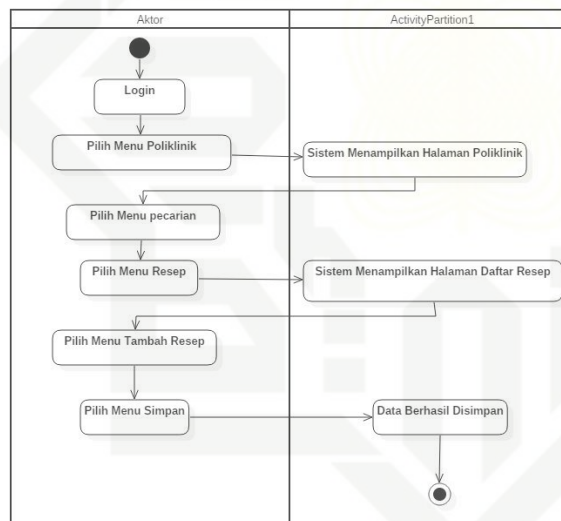 Aktor
ActivityPartition1
Login
Pilih Menu Poliklinik
Sistem Menampilkan Halaman Poliklinik
Pilih Menu pecarian
Pilih Menu Resep
Sistem Menampilkan Halaman Daftar Resep
Pilih Menu Tambah Resep
Pilih Menu Simpan
Data Berhasil Disimpan